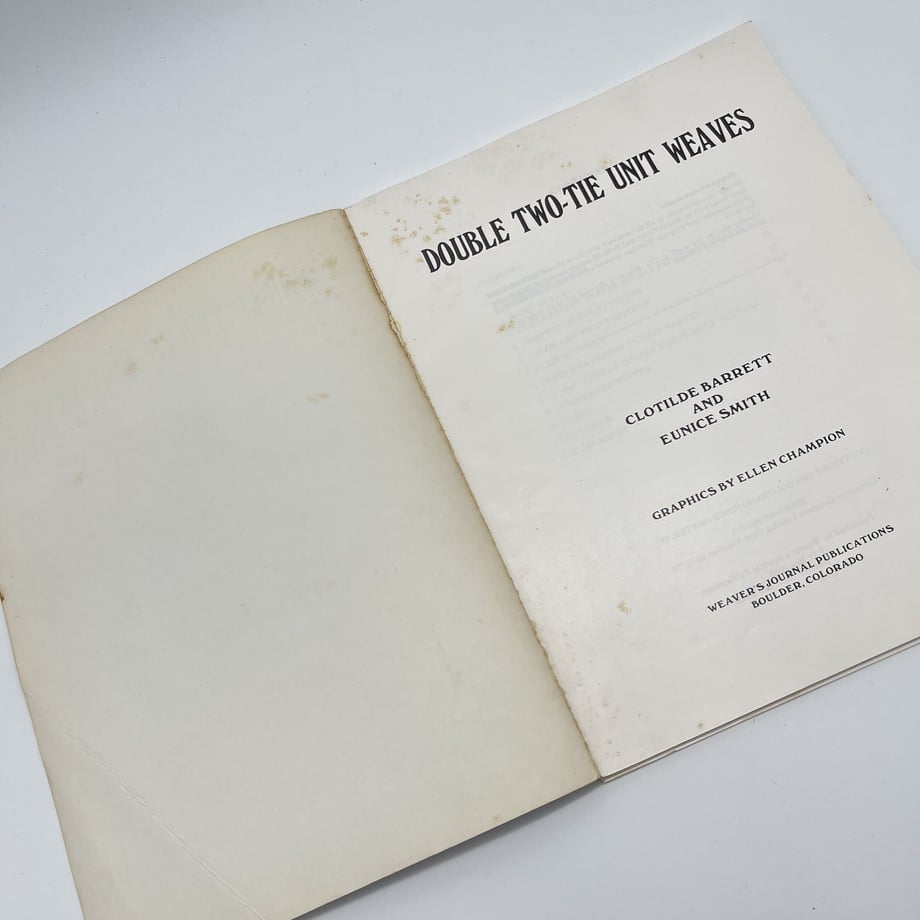 DOUBLE TWO-TIE UNIT WEAVES
CLOTILDE BARRETT
AND
EUNICE SMITH
GRAPHICS BY ELLEN CHAMPION
WEAVER'S JOURNAL PUBLICATIONS
BOULDER, COLORADO